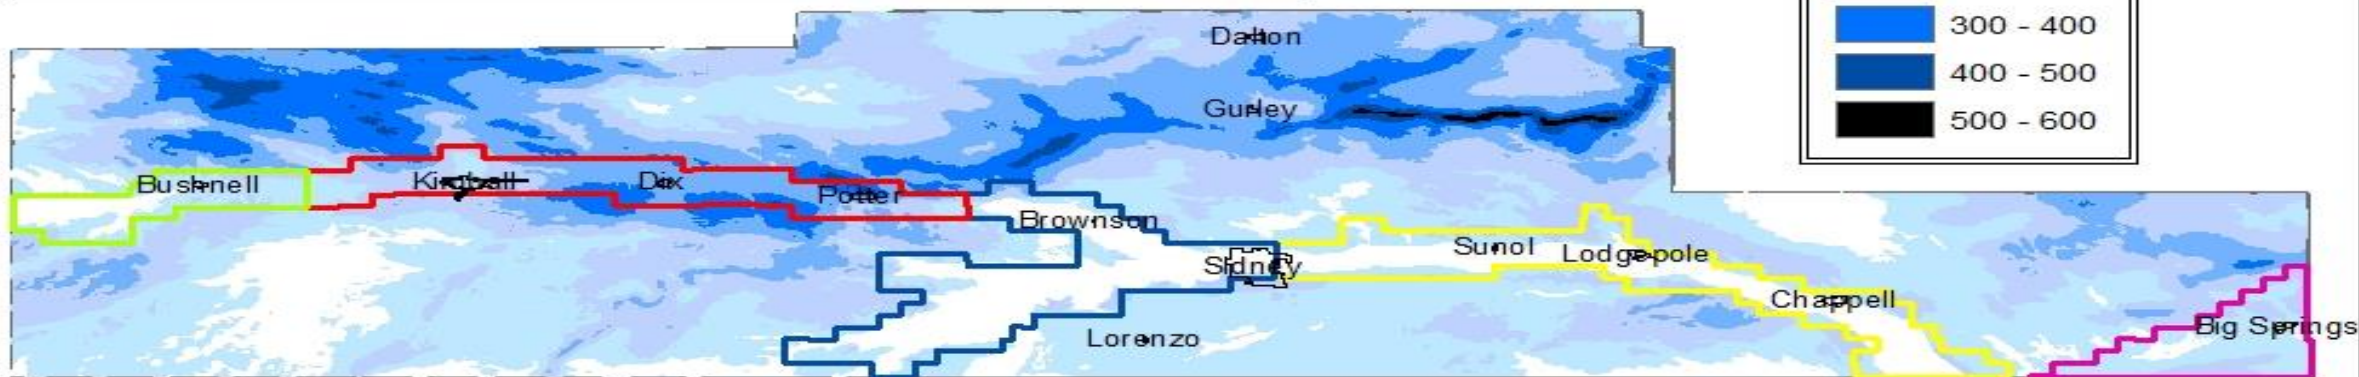 300 - 400
400 - 500
500 - 600
Dalton
Gurley
Bushnell
Kimball
Dix
Potter
Brownson
Sidney
Sunol
Lodgepole
Chappell
Big Springs
Lorenzo